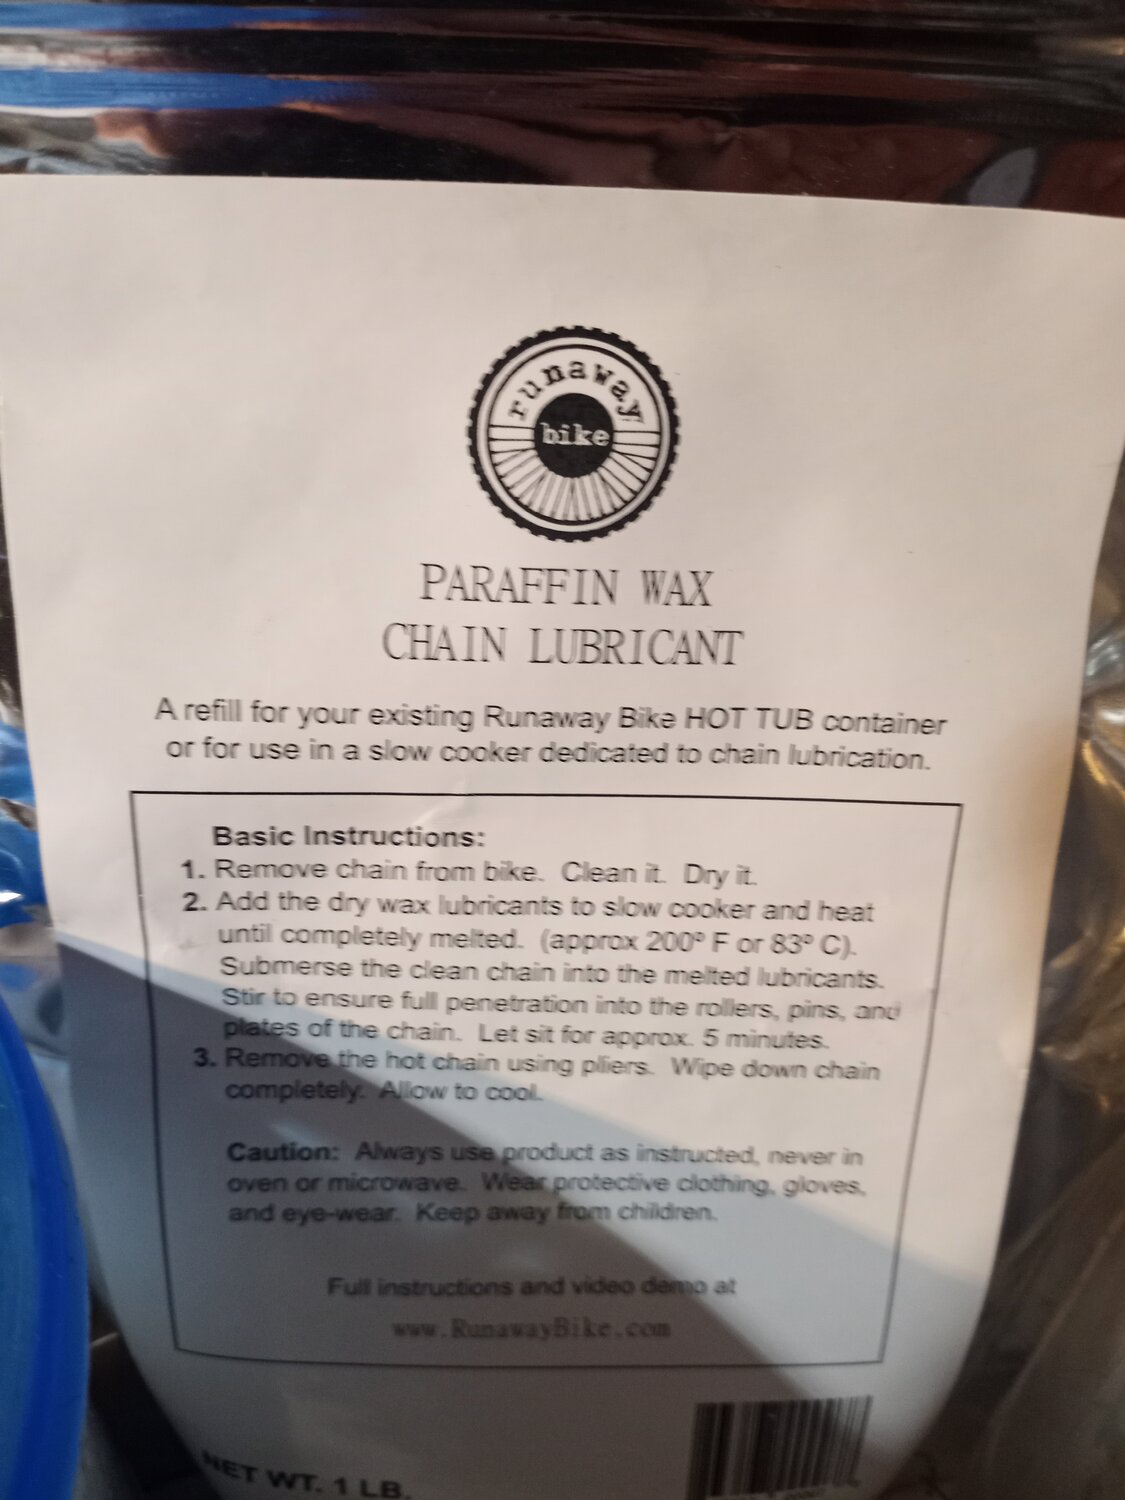 runaway
bike
PARAFFIN WAX
CHAIN LUBRICANT
A refill for your existing Runaway Bike HOT TUB container
or for use in a slow cooker dedicated to chain lubrication.
Basic Instructions:
1. Remove chain from bike. Clean it. Dry it.
2. Add the dry wax lubricants to slow cooker and heat
until completely melted. (approx 200º F or 83º C).
Submerse the clean chain into the melted lubricants.
Stir to ensure full penetration into the rollers, pins, and
plates of the chain. Let sit for approx. 5 minutes.
3. Remove the hot chain using pliers. Wipe down chain
completely. Allow to cool.
Caution: Always use product as instructed, never in
oven or microwave. Wear protective clothing, gloves,
and eye-wear. Keep away from children.
Full instructions and video demo at
www.RunawayBike.com
NET WT. 1 LB.